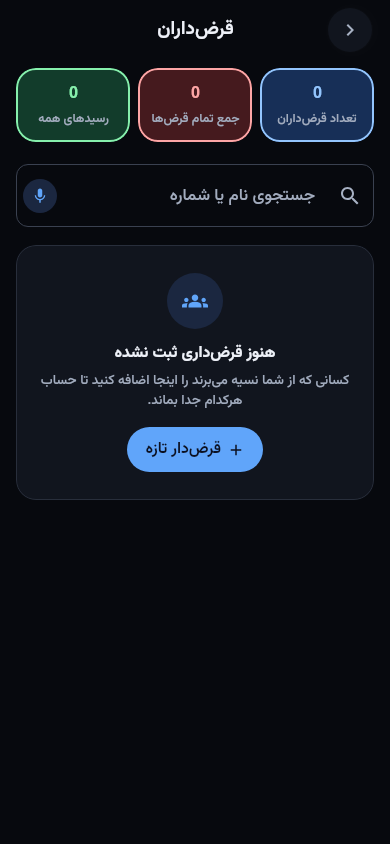 قرض‌داران
0
تعداد قرض‌داران
0
جمع تمام قرض‌ها
0
رسیدهای همه
جستجوی نام یا شماره
هنوز قرض‌داری ثبت نشده
کسانی که از شما نسیه می‌برند را اینجا اضافه کنید تا حساب
هرکدام جدا بماند.
قرض‌دار تازه